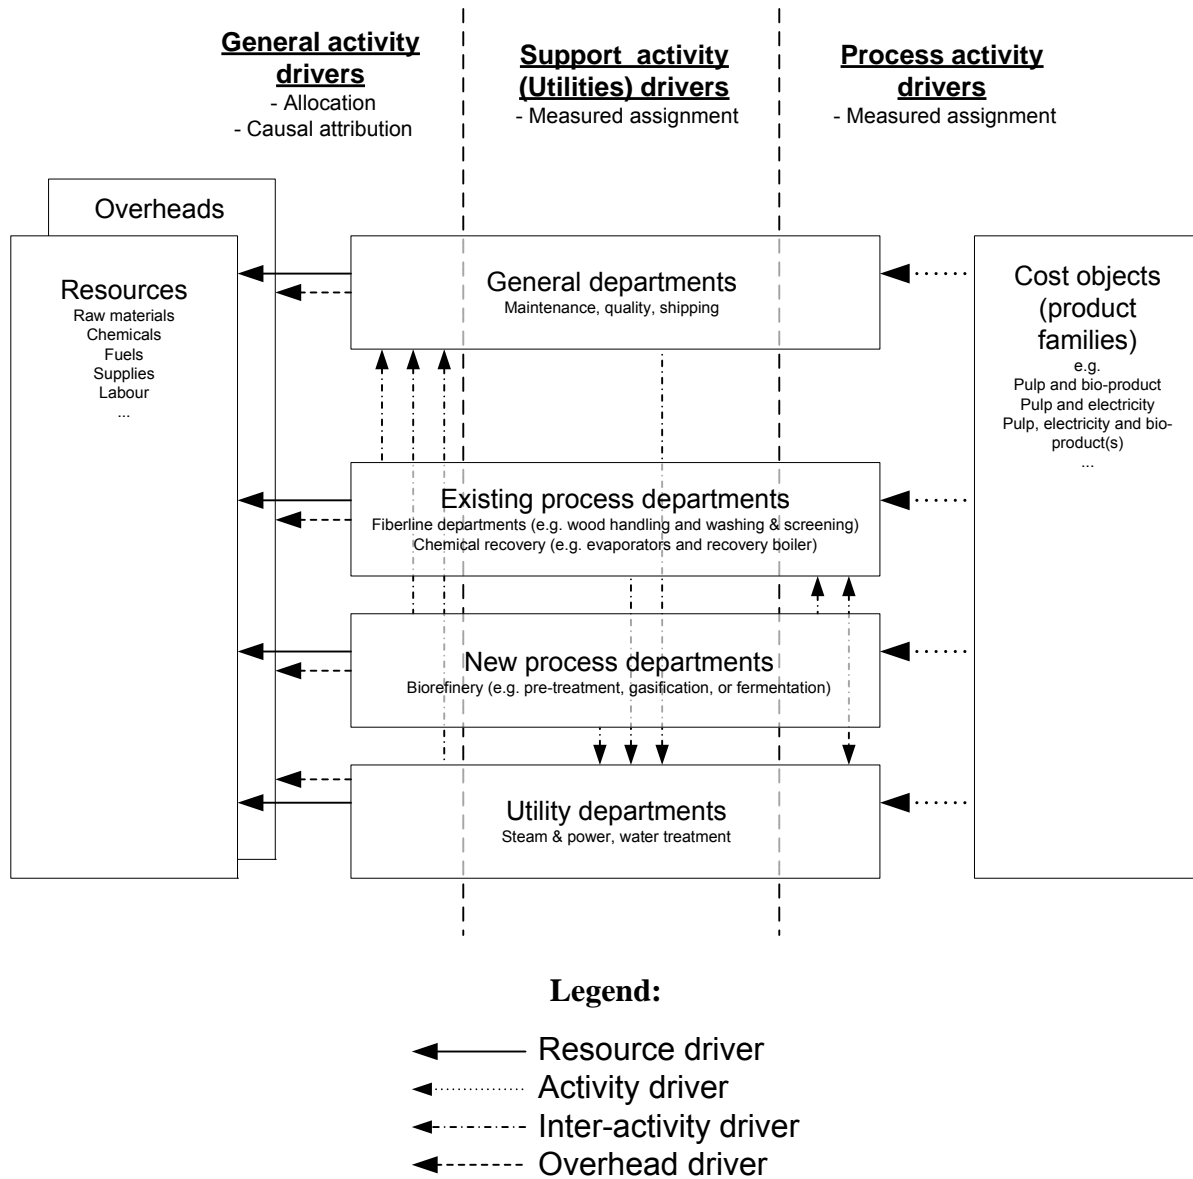 General activity
drivers
- Allocation
- Causal attribution
Support  activity
(Utilities) drivers
- Measured assignment
Process activity
drivers
- Measured assignment
Overheads
Resources
Raw materials
Chemicals
Fuels
Supplies
Labour
...
General departments
Maintenance, quality, shipping
Existing process departments
Fiberline departments (e.g. wood handling and washing & screening)
Chemical recovery (e.g. evaporators and recovery boiler)
New process departments
Biorefinery (e.g. pre-treatment, gasification, or fermentation)
Utility departments
Steam & power, water treatment
Cost objects
(product
families)
e.g.
Pulp and bio-product
Pulp and electricity
Pulp, electricity and bio-
product(s)
...
Legend:
Resource driver
Activity driver
Inter-activity driver
Overhead driver